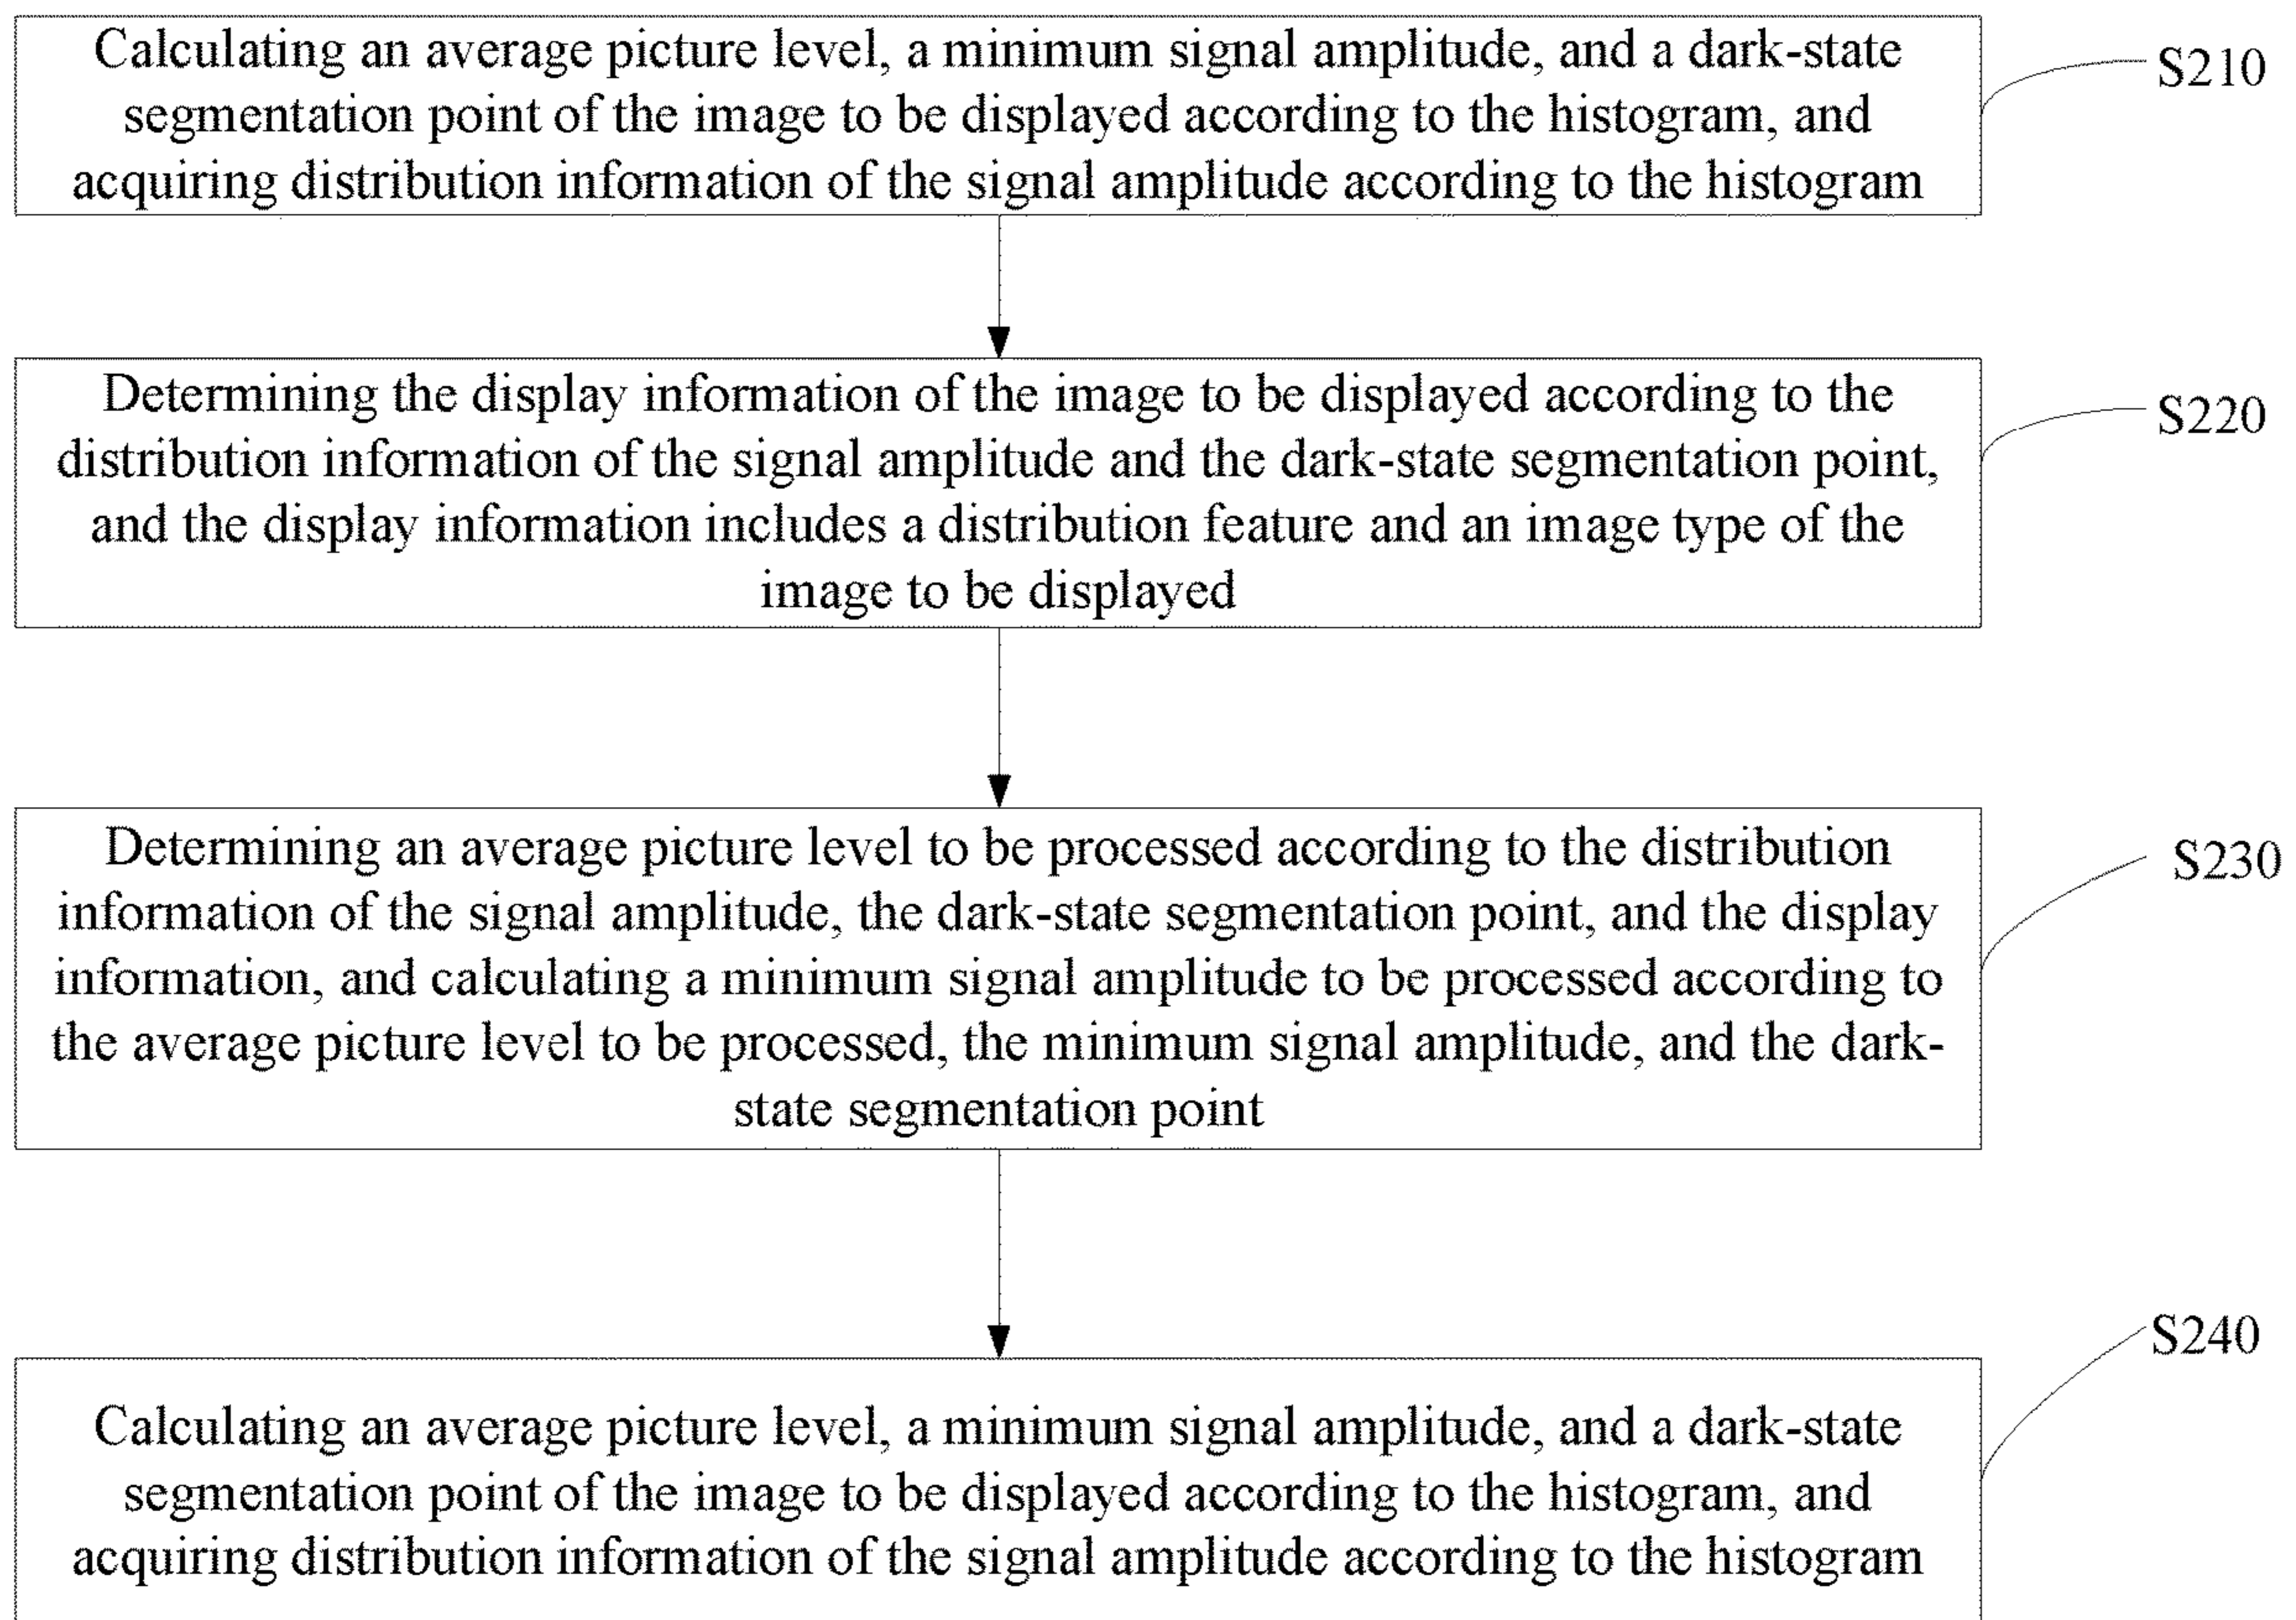 Calculating an average picture level, a minimum signal amplitude, and a dark-state
segmentation point of the image to be displayed according to the histogram, and
acquiring distribution information of the signal amplitude according to the histogram
S210
Determining the display information of the image to be displayed according to the
distribution information of the signal amplitude and the dark-state segmentation point,
and the display information includes a distribution feature and an image type of the
image to be displayed
S220
Determining an average picture level to be processed according to the distribution
information of the signal amplitude, the dark-state segmentation point, and the display
information, and calculating a minimum signal amplitude to be processed according to
the average picture level to be processed, the minimum signal amplitude, and the dark-
state segmentation point
S230
Calculating an average picture level, a minimum signal amplitude, and a dark-state
segmentation point of the image to be displayed according to the histogram, and
acquiring distribution information of the signal amplitude according to the histogram
S240